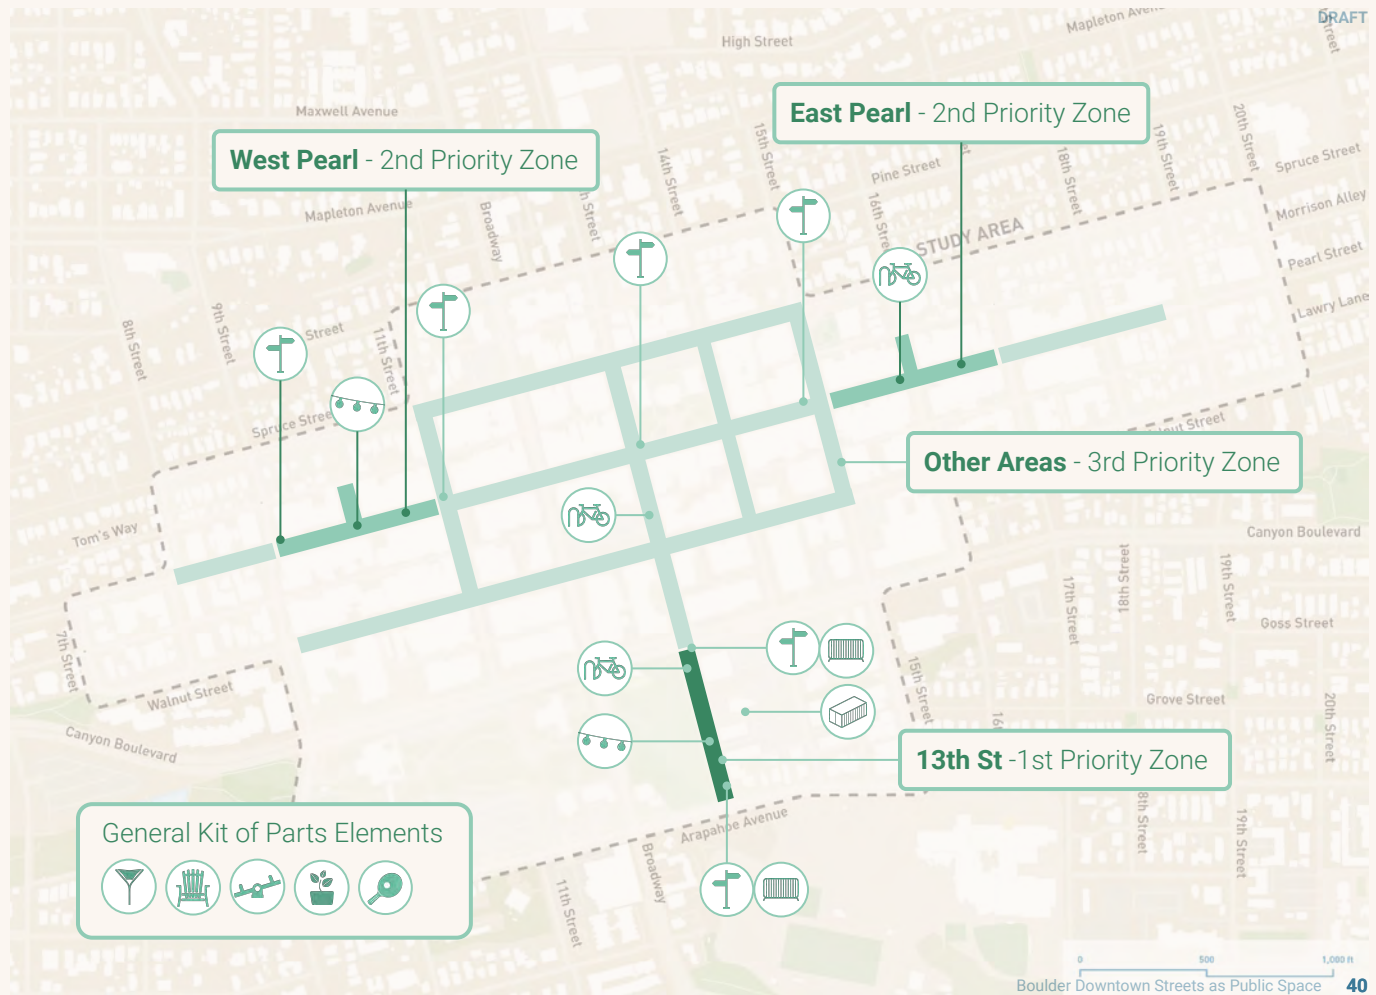 DRAFT
Mapleton Avenue
High Street
Maxwell Avenue
East Pearl - 2nd Priority Zone
West Pearl - 2nd Priority Zone
15th Street
14th Street
19th Street
20th Street
18th Street
Spruce Street
Pine Street
16th Street
Mapleton Avenue
Broadway
Morrison Alley
STUDY AREA
Pearl Street
Lawry Lane
8th Street
9th Street
Street
11th Street
Spruce Street
Street
Other Areas - 3rd Priority Zone
Tom's Way
Canyon Boulevard
17th Street
18th Street
19th Street
Goss Street
7th Street
15th Street
Walnut Street
Grove Street
20th Street
Canyon Boulevard
13th St -1st Priority Zone
Arapahoe Avenue
8th Street
19th Street
General Kit of Parts Elements
Broadway
11th Street
0 500 1,000 ft
Boulder Downtown Streets as Public Space 40